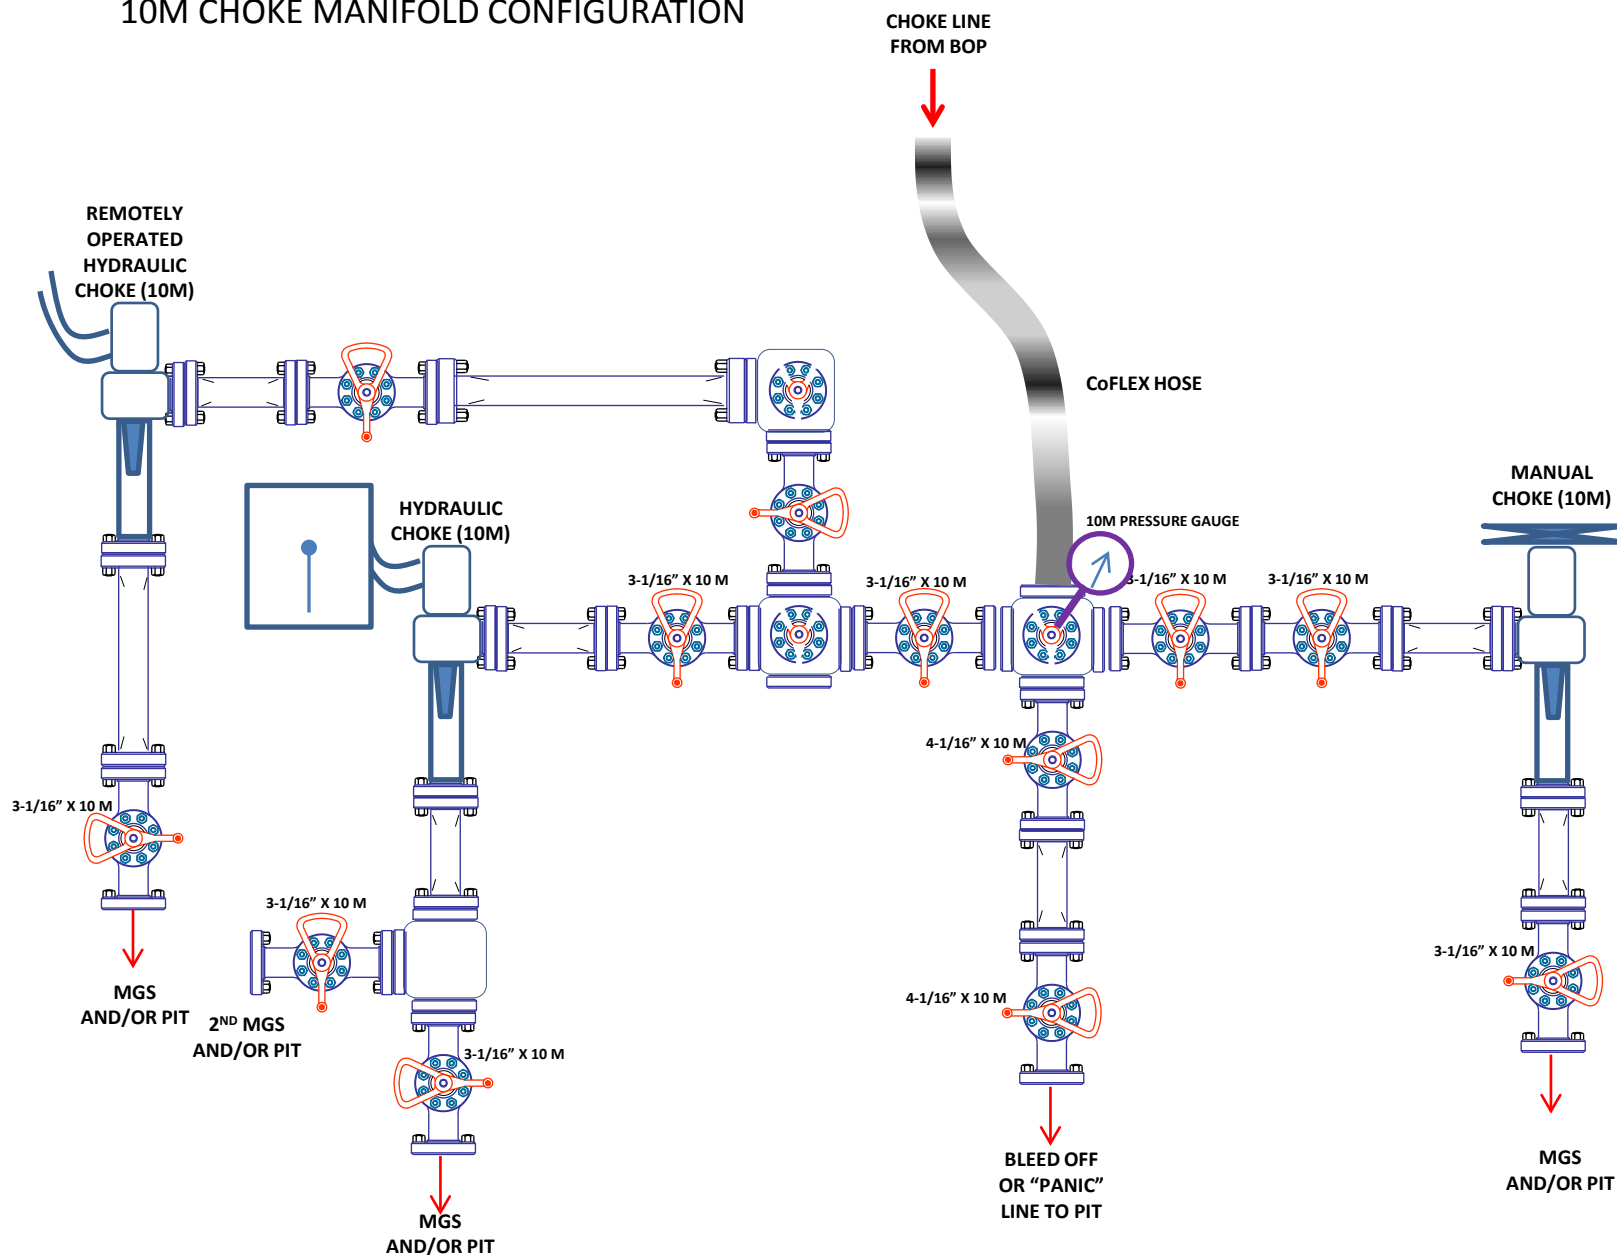 10M CHOKE MANIFOLD CONFIGURATION
CHOKE LINE
FROM BOP
REMOTELY
OPERATED
HYDRAULIC
CHOKE (10M)
CoFLEX HOSE
MANUAL
CHOKE (10M)
HYDRAULIC
CHOKE (10M)
10M PRESSURE GAUGE
3-1/16” X 10 M
3-1/16” X 10 M
3-1/16” X 10 M
3-1/16” X 10 M
4-1/16” X 10 M
3-1/16” X 10 M
3-1/16” X 10 M
3-1/16” X 10 M
4-1/16” X 10 M
MGS
AND/OR PIT
2ND MGS
AND/OR PIT
3-1/16” X 10 M
BLEED OFF
OR “PANIC”
LINE TO PIT
MGS
AND/OR PIT
MGS
AND/OR PIT